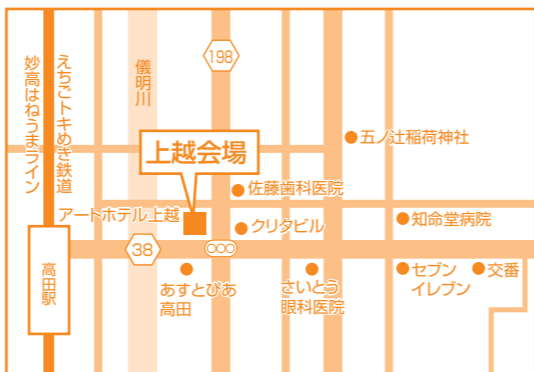 えちごトキめき鉄道
妙高はねうまライン
儀明川
198
上越会場
五ノ辻稲荷神社
佐藤歯科医院
アートホテル上越
クリタビル
知命堂病院
38
高田駅
あすとぴあ
高田
さいとう
眼科医院
セブン
イレブン
交番